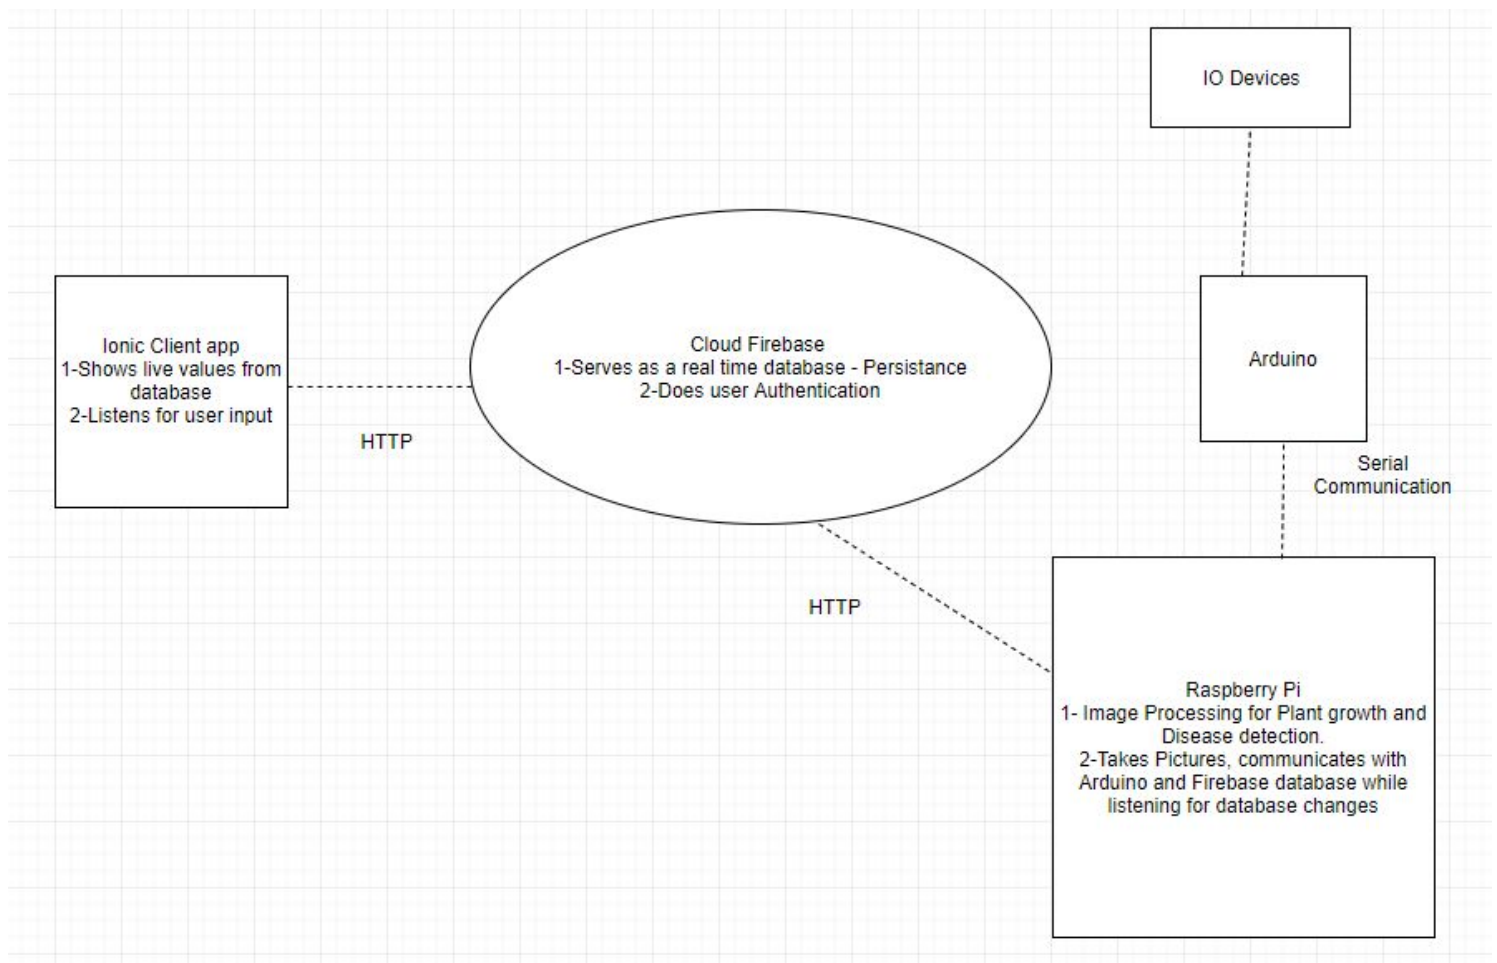 IO Devices
Ionic Client app
1-Shows live values from
database
2-Listens for user input
HTTP
Cloud Firebase
1-Serves as a real time database - Persistance
2-Does user Authentication
Arduino
Serial
Communication
HTTP
Raspberry Pi
1- Image Processing for Plant growth and
Disease detection.
2-Takes Pictures, communicates with
Arduino and Firebase database while
listening for database changes